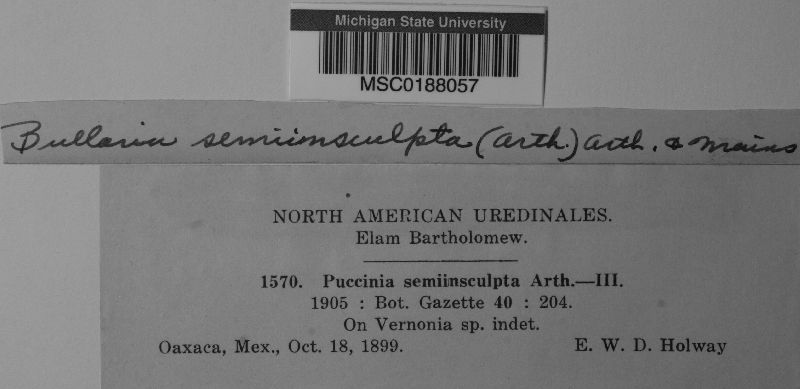 Michigan State University
MSC0188057
Bullaria semiinsculpta (Arth.) Arth. & Mains
NORTH AMERICAN UREDINALES.
Elam Bartholomew.
1570. Puccinia semiinsculpta Arth.—III.
1905 : Bot. Gazette 40 : 204.
On Vernonia sp. indet.
Oaxaca, Mex., Oct. 18, 1899. E. W. D. Holway